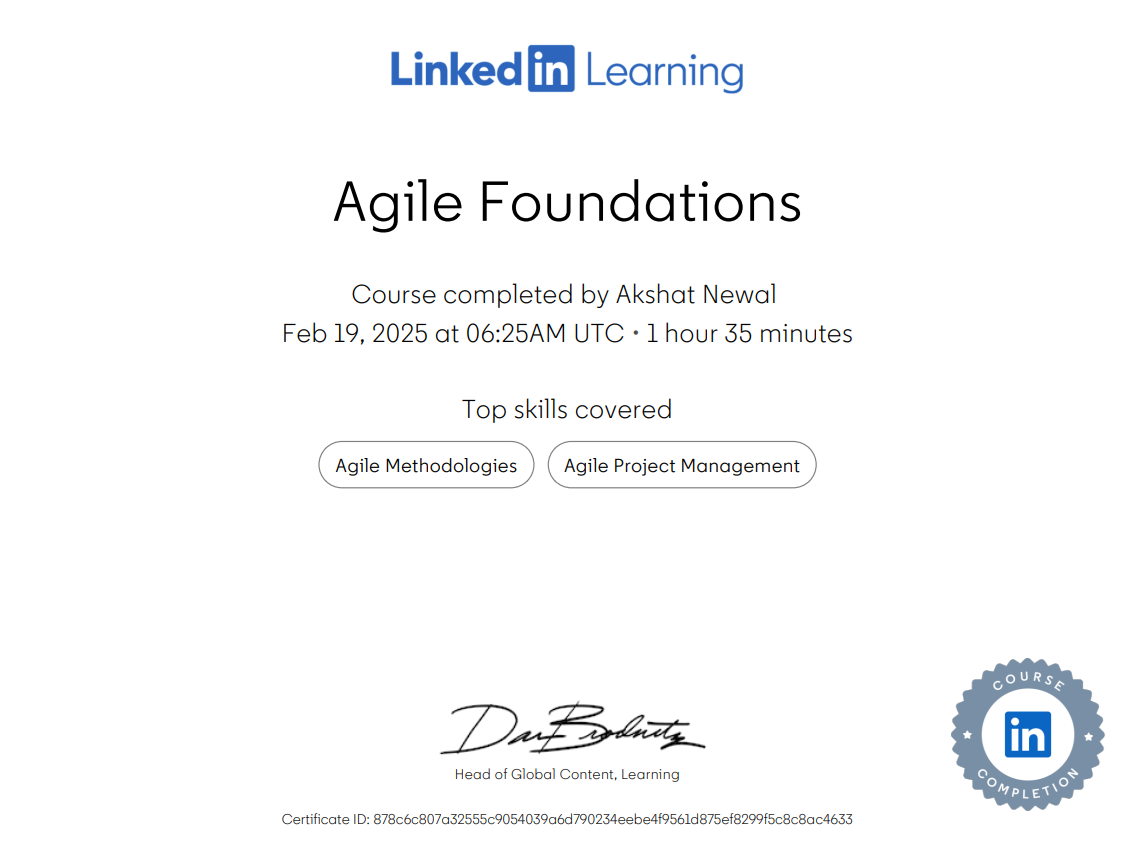 Linkedin Learning
Agile Foundations
Course completed by Akshat Newal
Feb 19, 2025 at 06:25AM UTC • 1 hour 35 minutes
Top skills covered
Agile Methodologies Agile Project Management
Dan Brodnitz
Head of Global Content, Learning
Certificate ID: 878c6c807a32555c9054039a6d790234eebe4f9561d875ef8299f5c8c8ac4633
COURSE
in
COMPLETION